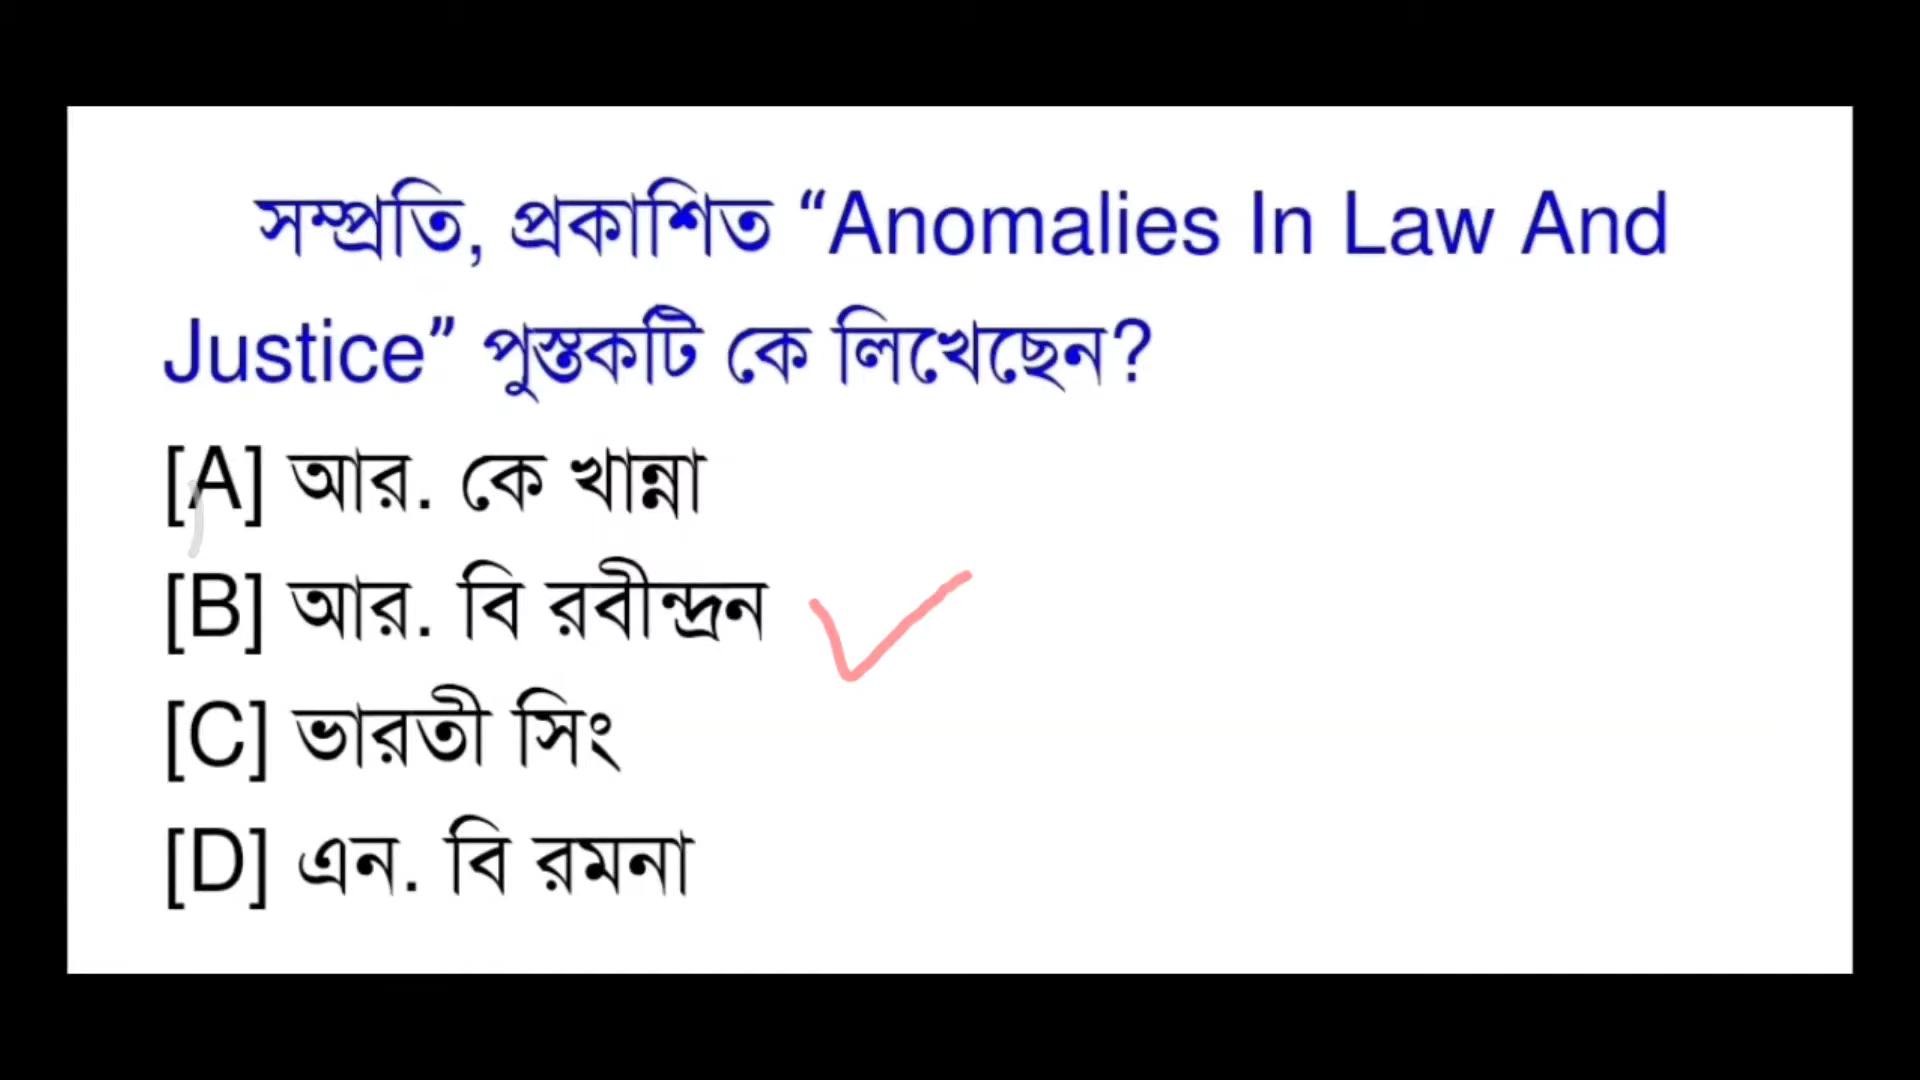 সম্প্রতি, প্রকাশিত “Anomalies In Law And
Justice” পুস্তকটি কে লিখেছেন?
[A] আর. কে খান্না
[B] আর. বি রবীন্দ্রন
[C] ভারতী সিং
[D] এন. বি রমনা